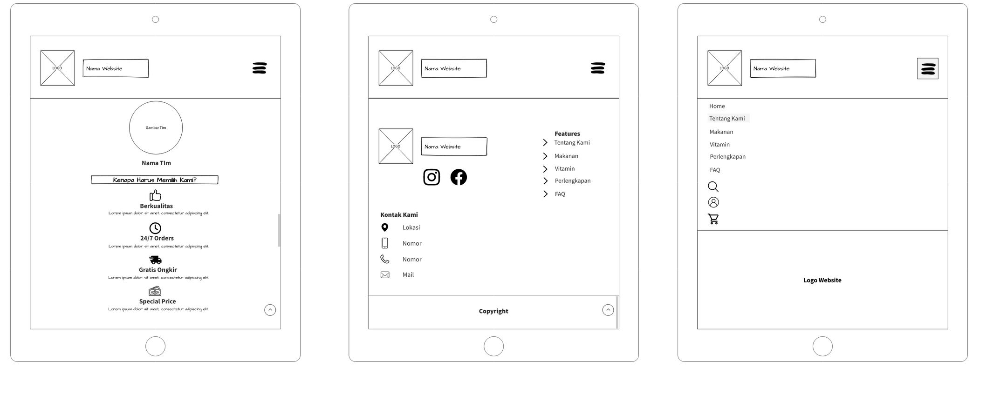 LOGO
Nama Website
Gambar Tim
Nama TIm
Kenapa Harus Memilih Kami?
Berkualitas
Lorem ipsum dolor sit amet, consectetur adipiscing elit.
24/7 Orders
Lorem ipsum dolor sit amet, consectetur adipiscing elit.
Gratis Ongkir
Lorem ipsum dolor sit amet, consectetur adipiscing elit.
Special Price
Lorem ipsum dolor sit amet, consectetur adipiscing elit.
LOGO
Nama Website
LOGO
Nama Website
Features
Tentang Kami
Makanan
Vitamin
Perlengkapan
FAQ
Kontak Kami
Lokasi
Nomor
Nomor
Mail
Copyright
LOGO
Nama Website
Home
Tentang Kami
Makanan
Vitamin
Perlengkapan
FAQ
Logo Website